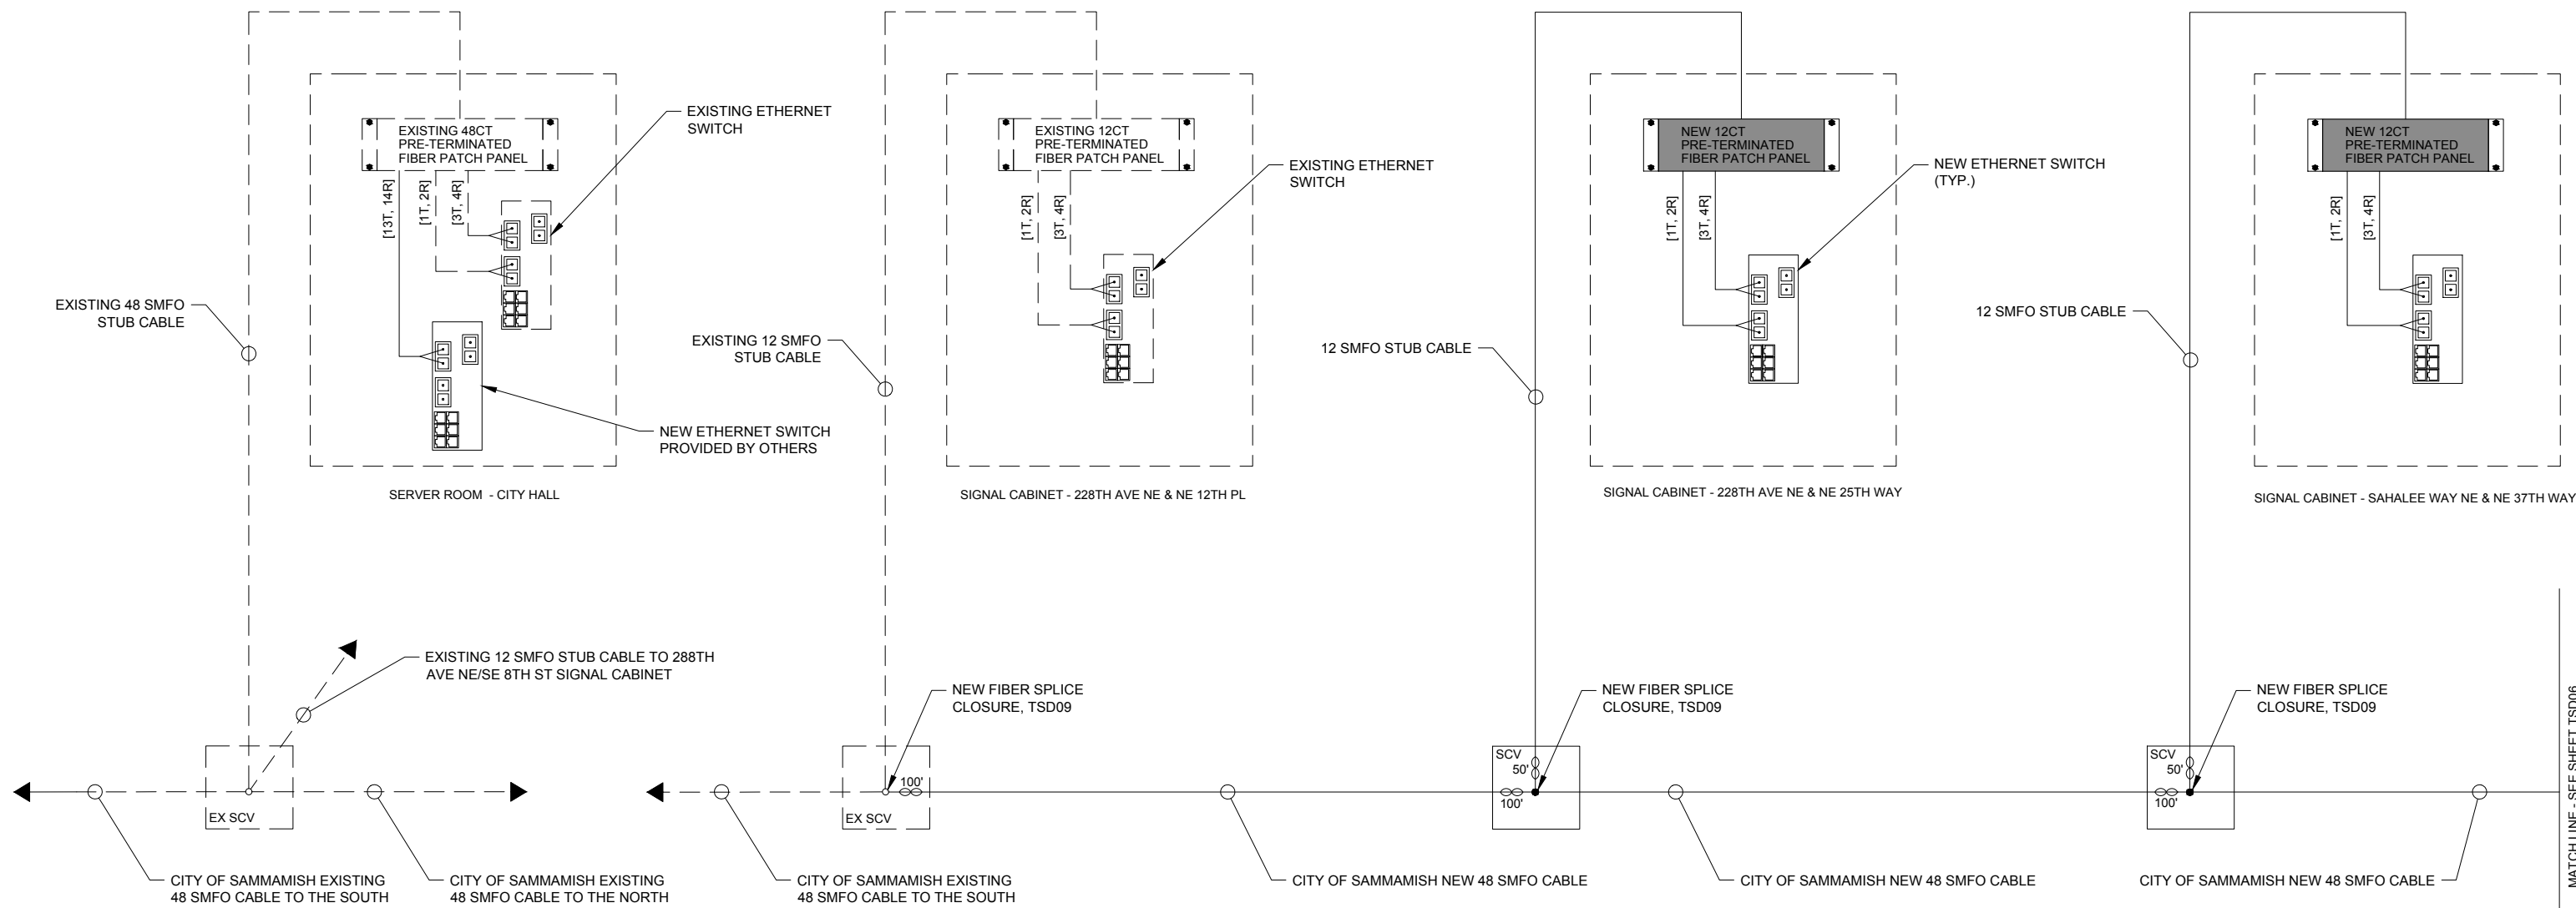 EXISTING 48CT
PRE-TERMINATED
FIBER PATCH PANEL
[13T, 14R]
[1T, 2R]
[3T, 4R]
EXISTING ETHERNET
SWITCH
EXISTING 48 SMFO
STUB CABLE
NEW ETHERNET SWITCH
PROVIDED BY OTHERS
SERVER ROOM - CITY HALL
EXISTING 12CT
PRE-TERMINATED
FIBER PATCH PANEL
[1T, 2R]
[3T, 4R]
EXISTING ETHERNET
SWITCH
EXISTING 12 SMFO
STUB CABLE
SIGNAL CABINET - 228TH AVE NE & NE 12TH PL
NEW 12CT
PRE-TERMINATED
FIBER PATCH PANEL
[1T, 2R]
[3T, 4R]
NEW ETHERNET SWITCH
(TYP.)
12 SMFO STUB CABLE
SIGNAL CABINET - 228TH AVE NE & NE 25TH WAY
NEW 12CT
PRE-TERMINATED
FIBER PATCH PANEL
[1T, 2R]
[3T, 4R]
12 SMFO STUB CABLE
SIGNAL CABINET - SAHALEE WAY NE & NE 37TH WAY
EXISTING 12 SMFO STUB CABLE TO 288TH
AVE NE/SE 8TH ST SIGNAL CABINET
EX SCV
CITY OF SAMMAMISH EXISTING
48 SMFO CABLE TO THE SOUTH
CITY OF SAMMAMISH EXISTING
48 SMFO CABLE TO THE NORTH
NEW FIBER SPLICE
CLOSURE, TSD09
100'
EX SCV
CITY OF SAMMAMISH EXISTING
48 SMFO CABLE TO THE SOUTH
CITY OF SAMMAMISH NEW 48 SMFO CABLE
NEW FIBER SPLICE
CLOSURE, TSD09
SCV
50'
100'
CITY OF SAMMAMISH NEW 48 SMFO CABLE
NEW FIBER SPLICE
CLOSURE, TSD09
SCV
50'
100'
CITY OF SAMMAMISH NEW 48 SMFO CABLE
MATCH LINE - SEE SHEET TSD06